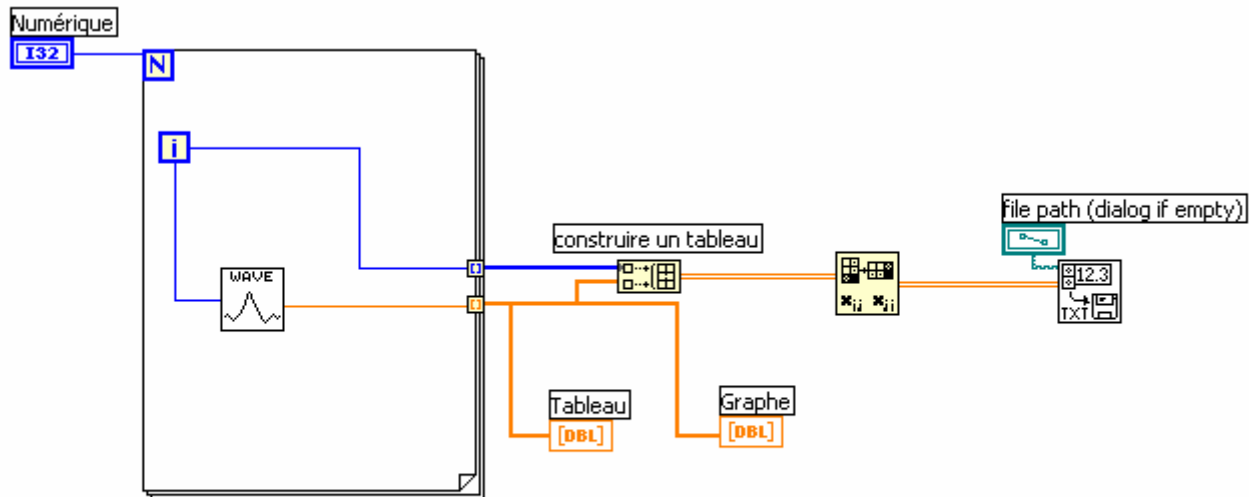 Numérique
I32
N
i
WAVE
construire un tableau
file path (dialog if empty)
12.3
TXT
Tableau
[DBL]
Graphe
[DBL]